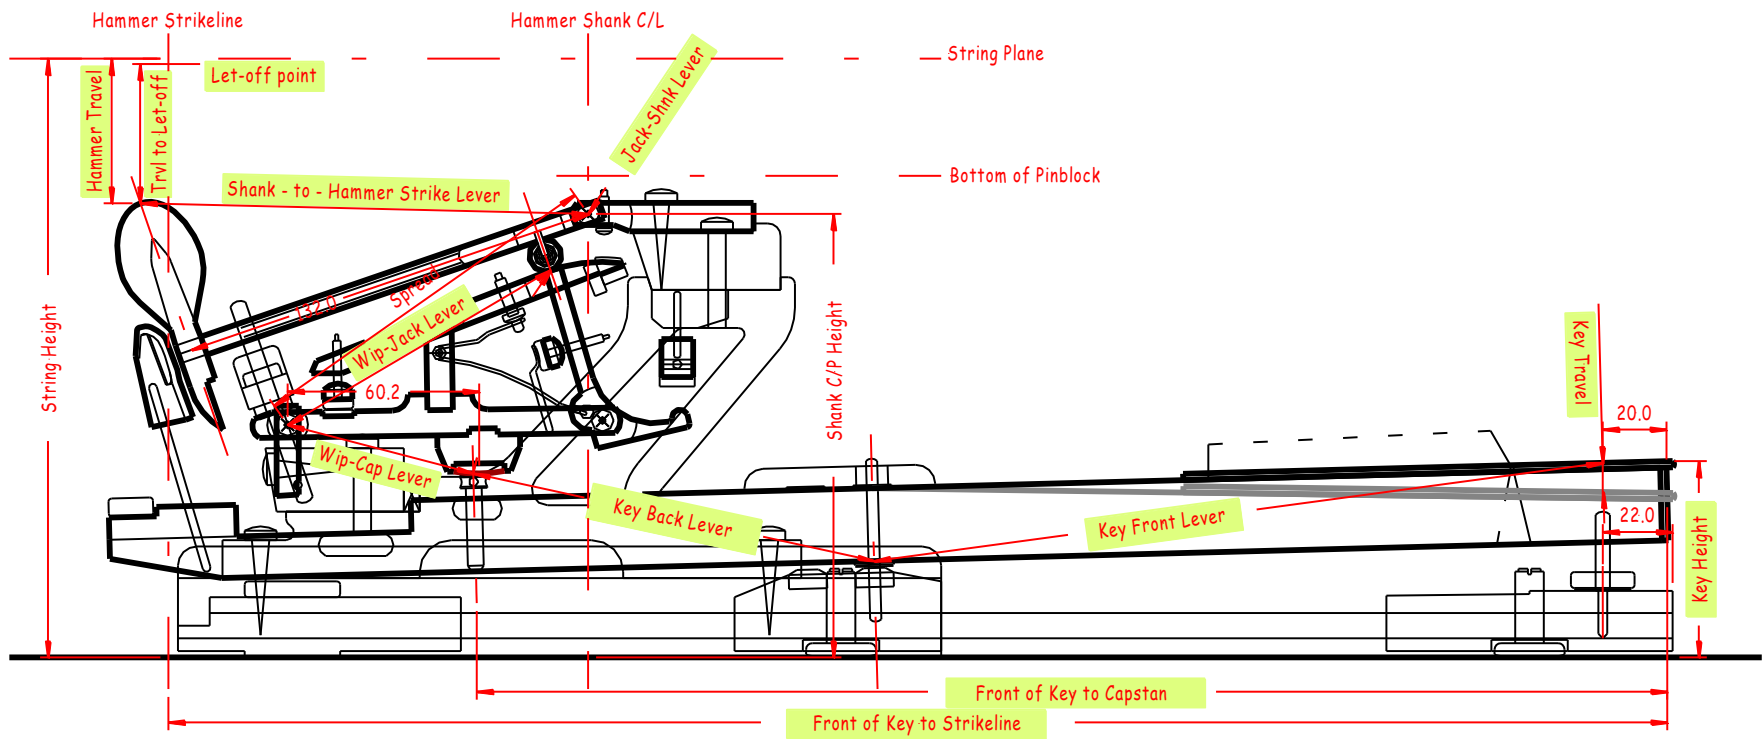 Hammer Strikeline
Hammer Shank C/L
String Plane
Let-off point
Hammer Travel
Trvl to Let-off
Jack-Shnk Lever
Bottom of Pinblock
Shank - to - Hammer Strike Lever
Spread
132.0
Wip-Jack Lever
60.2
String Height
Shank C/P Height
Key Travel
20.0
Wip-Cap Lever
Key Back Lever
Key Front Lever
22.0
Key Height
Front of Key to Capstan
Front of Key to Strikeline